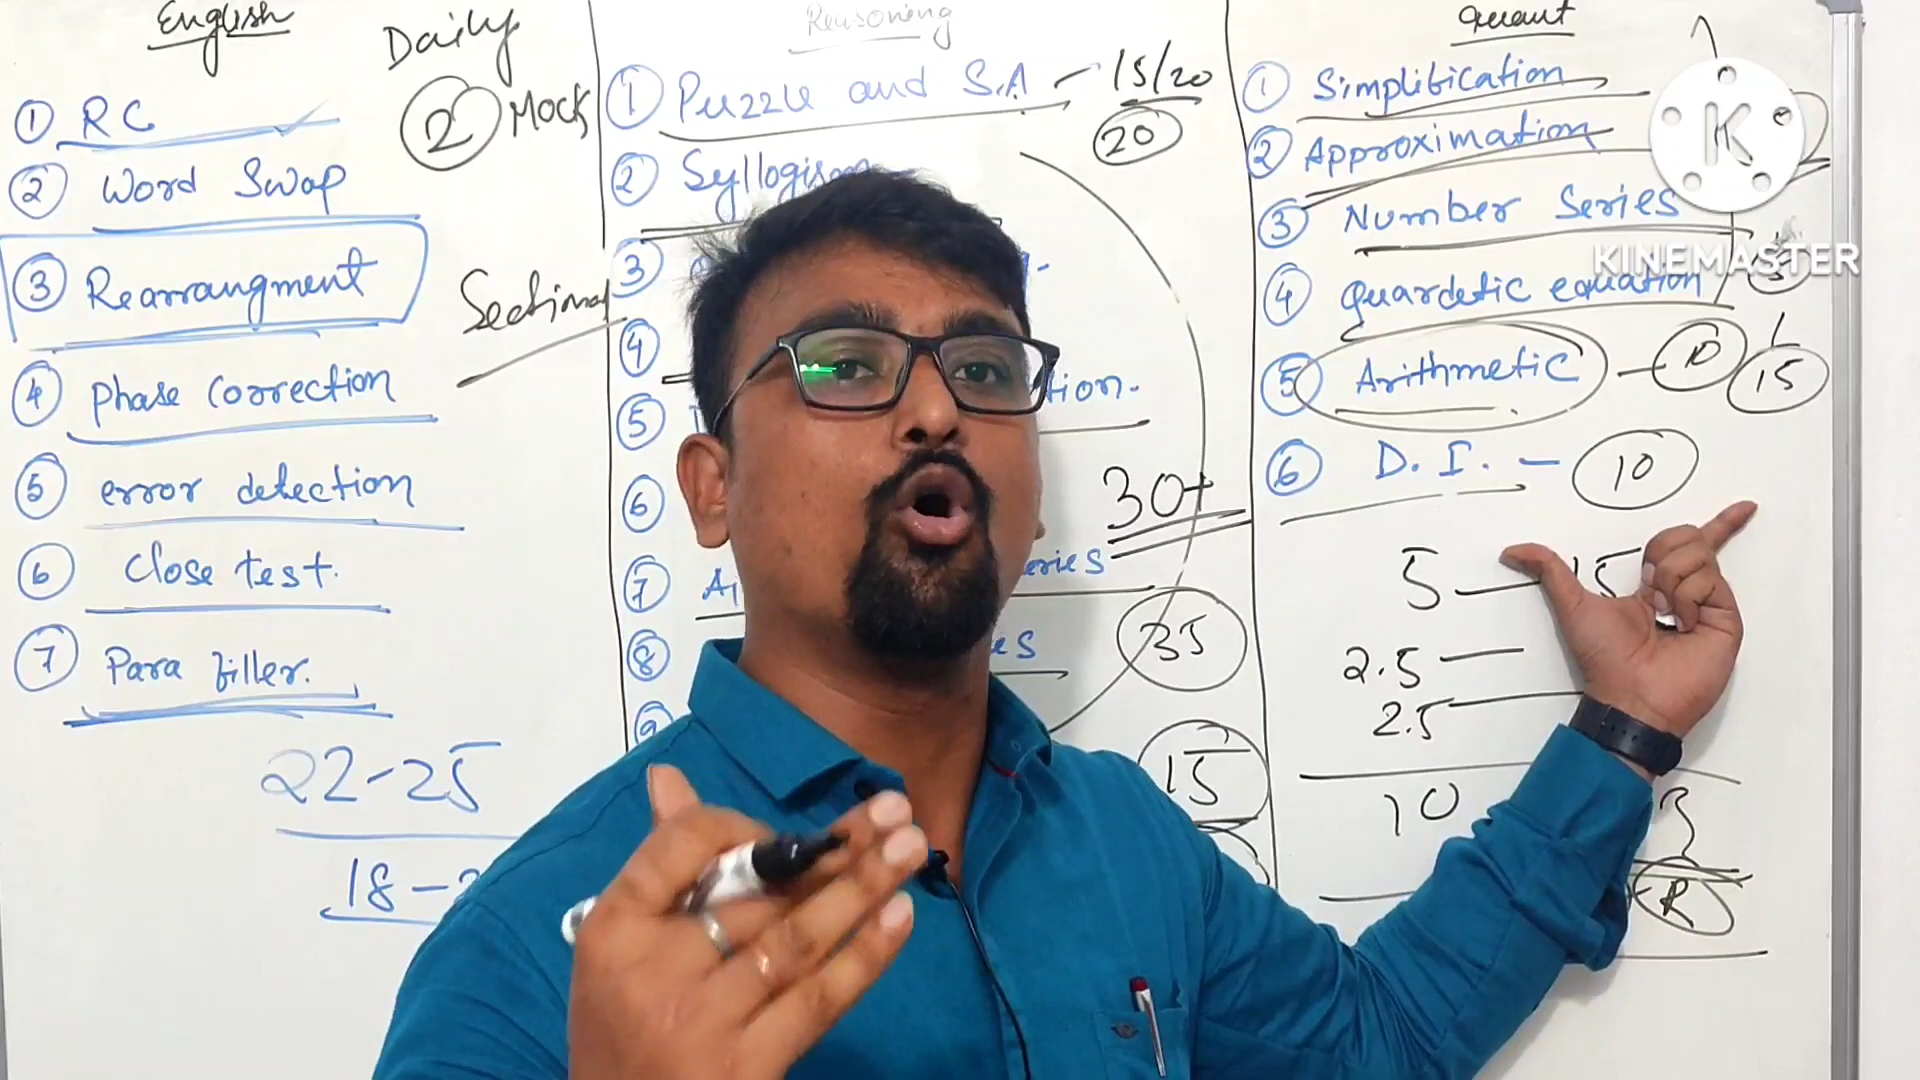 English
① RC
② Word Swap
③ Rearrangment
④ Phase Correction
⑤ error detection
⑥ Close test.
⑦ Para filler.
22-25
18-
Daily
② Mock
Sectional
Reasoning
① Puzzle and S.A - 15/20
20
② Syllogism
③
④
⑤ tion.
⑥
30+
⑦ eries
⑧ es
35
⑨
15
Quant
① Simplification
② Approximation
③ Number Series
④ Quardetic equation
⑤ Arithmetic - 10
15
⑥ D.I. - 10
5 — 15
2.5 —
2.5 —
10
3
R
K
KINEMASTER